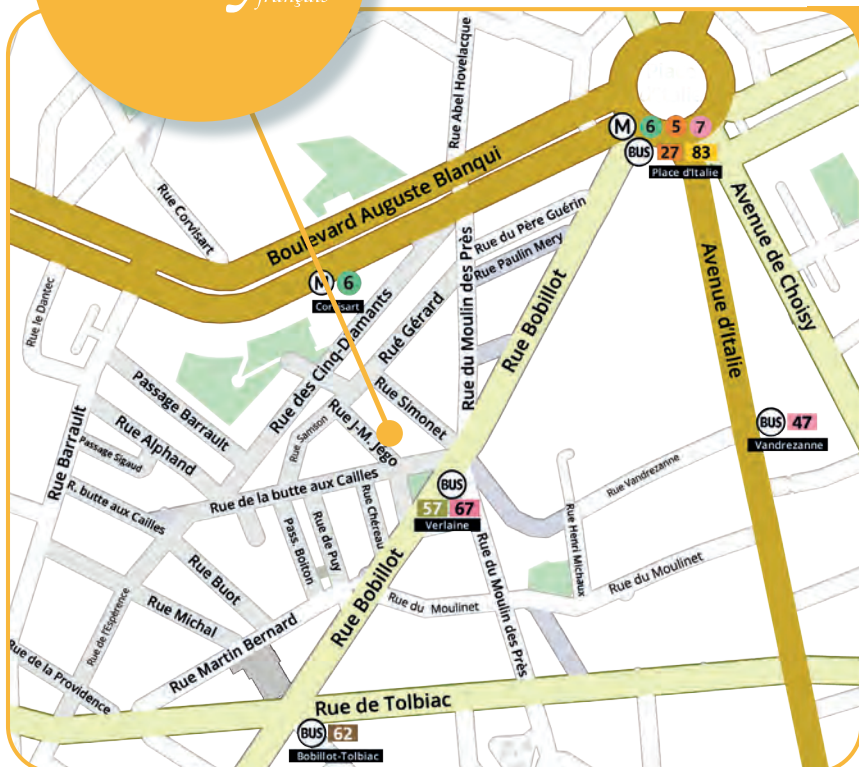 français
Rue Abel Hovelacque
M 6 5 7
BUS 27 83
Place d'Italie
Boulevard Auguste Blanqui
Rue Corvisart
Avenue de Choisy
Rue du Père Guérin
Rue Paulin Mery
Rue du Moulin des Près
Avenue d'Italie
M 6
Corvisart
Rue le Dantec
Rue des Cinq-Diamants
Rué Gérard
Rue Bobillot
Passage Barrault
Rue Simonet
Rue J-M. Jégo
Rue Samson
Rue Alphand
Passage Sigaud
Rue Barrault
BUS 47
Vandrezanne
Rue Vandrezanne
R. butte aux Cailles
Rue de la butte aux Cailles
BUS
57 67
Verlaine
Rue Chéreau
Rue de Puy
Pass. Boiton
Rue Henri Michaux
Rue du Moulin des Près
Rue Bobillot
Rue Buot
Rue du Moulinet
Rue du Moulinet
Rue Michal
Rue de l'Espérence
Rue Martin Bernard
Rue de la Providence
Rue de Tolbiac
BUS 62
Bobillot-Tolbiac